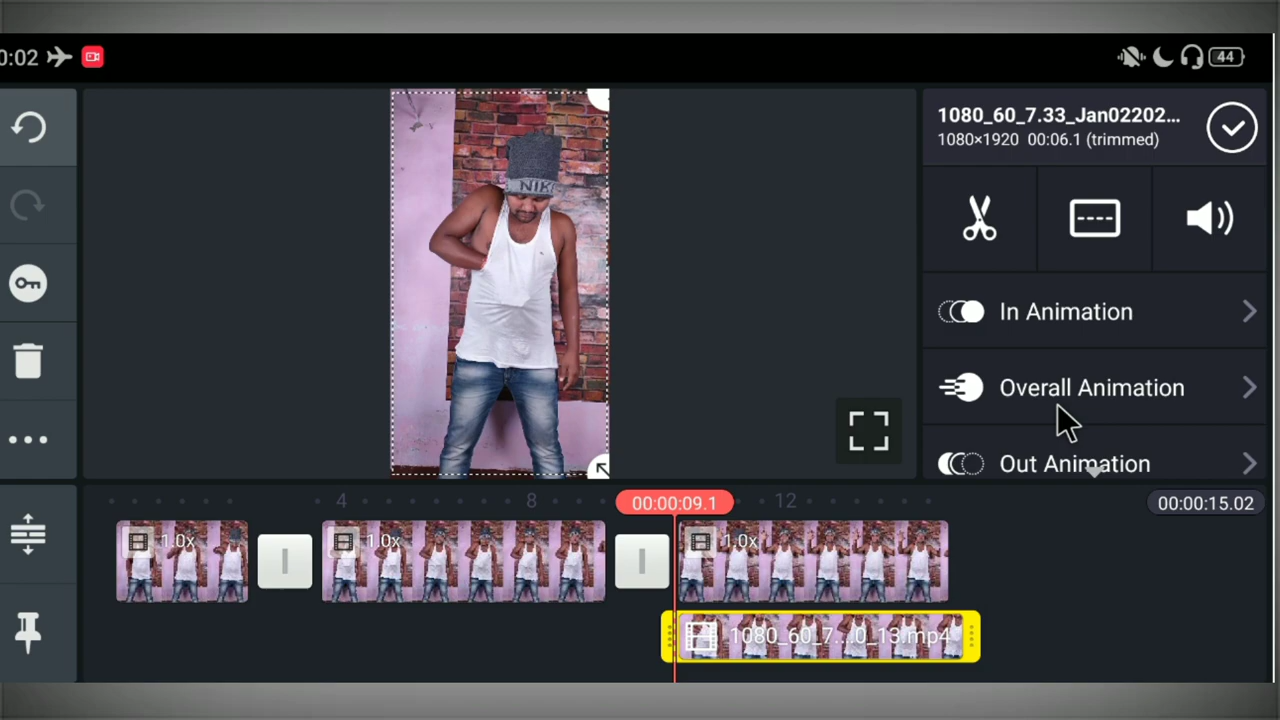 0:02
44
1080_60_7.33_Jan02202...
1080×1920 00:06.1 (trimmed)
NIKE
In Animation
Overall Animation
Out Animation
4
8
00:00:09.1
12
00:00:15.02
1.0x
1.0x
1.0x
1080_60_7....0_13.mp4